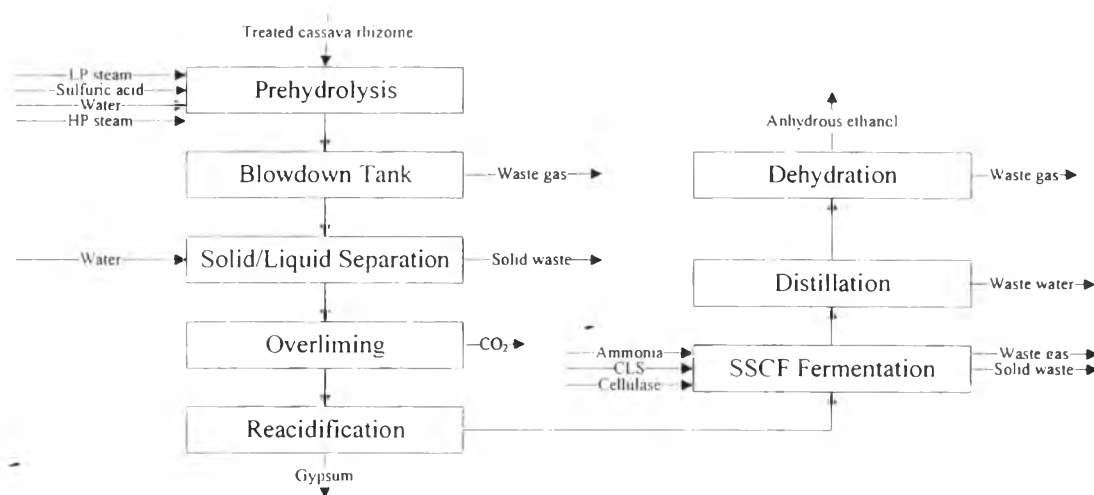 Treated cassava rhizome
LP steam
Sulfuric acid
Water
HP steam
Prehydrolysis
Blowdown Tank
Waste gas
Water
Solid/Liquid Separation
Solid waste
Overliming
CO₂
Reacidification
Gypsum
Anhydrous ethanol
Dehydration
Waste gas
Distillation
Waste water
Ammonia
CLS
Cellulase
SSCF Fermentation
Waste gas
Solid waste